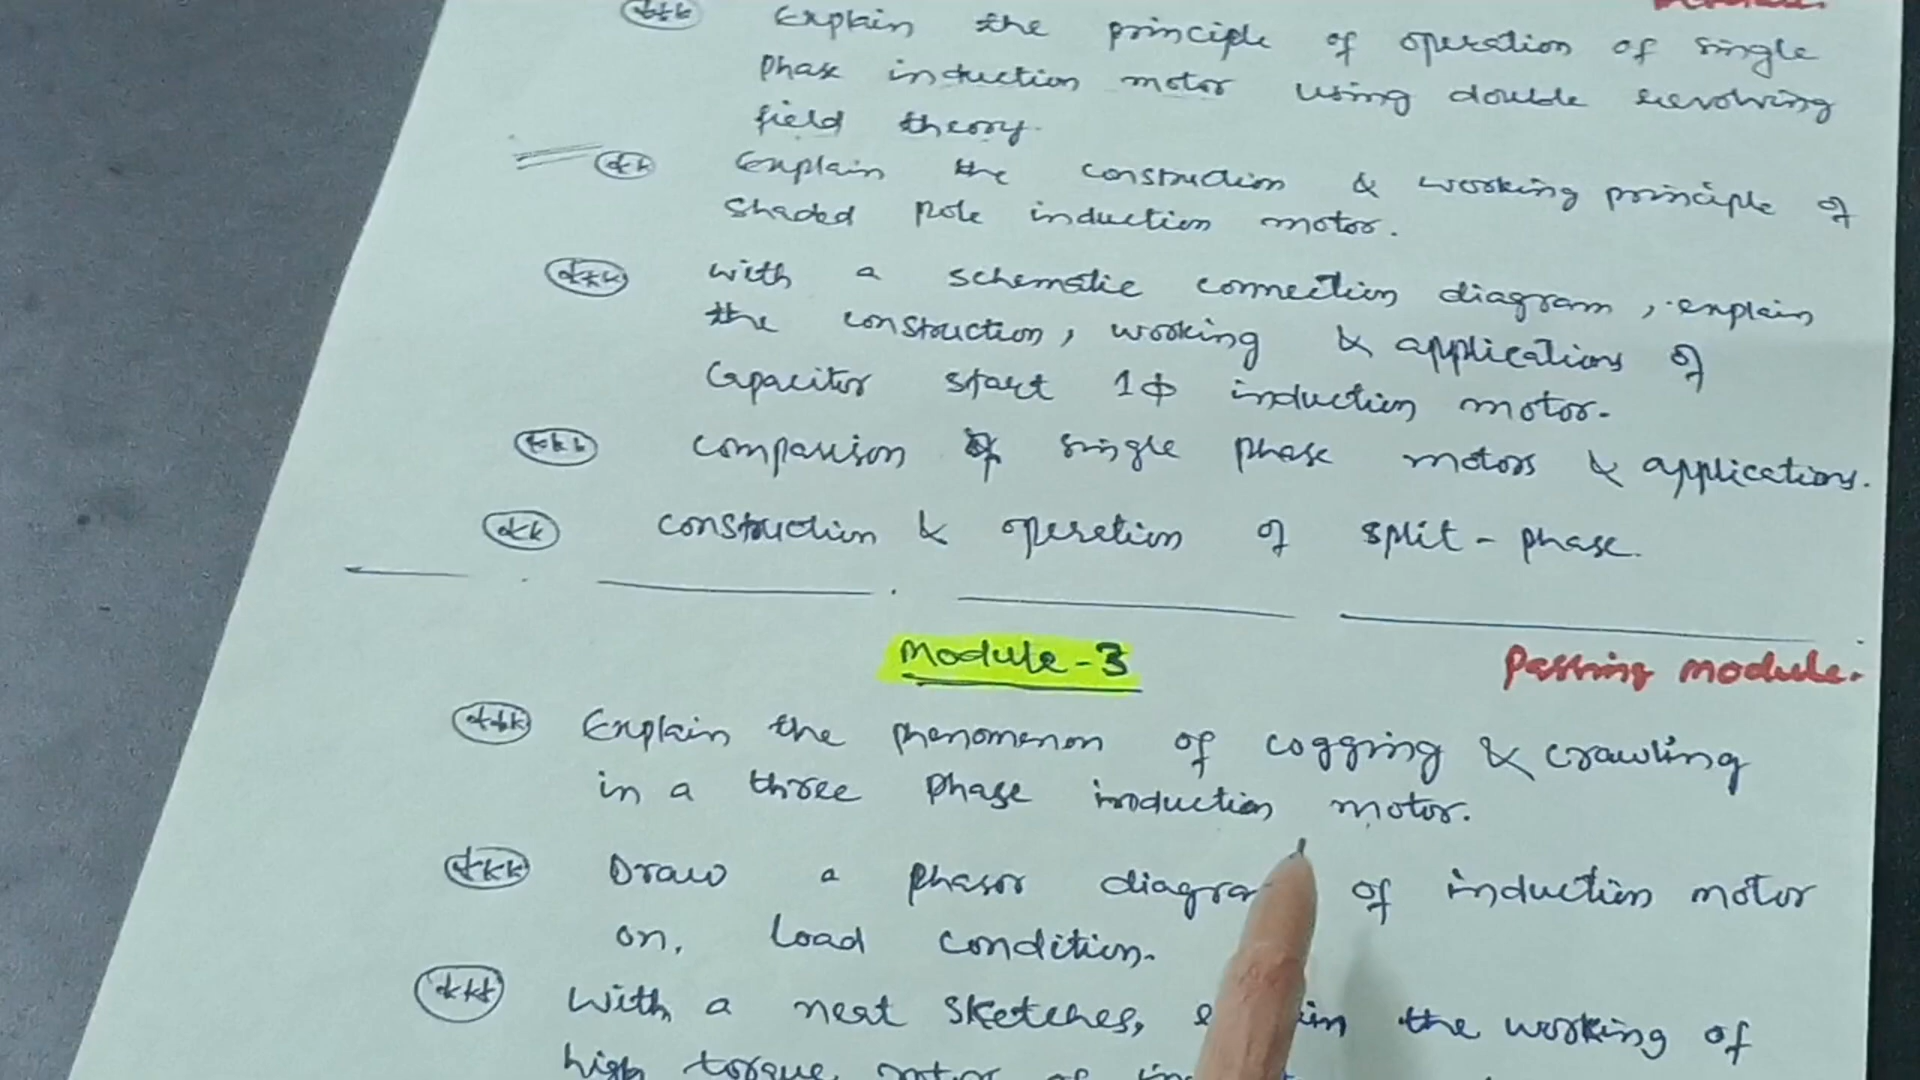 *** Explain the principle of operation of single
phase induction motor using double revolving
field theory.
** Explain the construction & working principle of
shaded pole induction motor.
*** with a schematic connection diagram, explain
the construction, working & applications of
Capacitor start 1ϕ induction motor.
*** comparison of single phase motors & applications.
** construction & operation of split-phase.
Module-3
Passing module.
*** Explain the phenomenon of cogging & crawling
in a three phase induction motor.
*** Draw a phasor of induction motor
on, load condition.
*** With a neat sketches, the working of
high torque